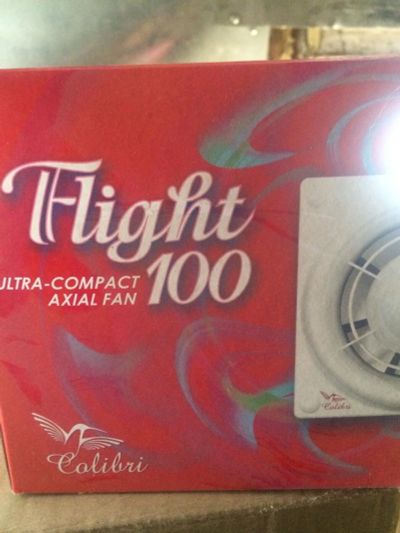 Flight
ULTRA-COMPACT
AXIAL FAN
100
Colibri
Colibri